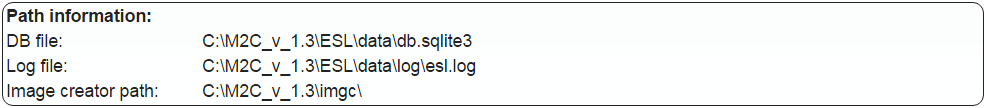 Path information:
DB file: C:\M2C_v_1.3\ESL\data\db.sqlite3
Log file: C:\M2C_v_1.3\ESL\data\log\esl.log
Image creator path: C:\M2C_v_1.3\imgc\